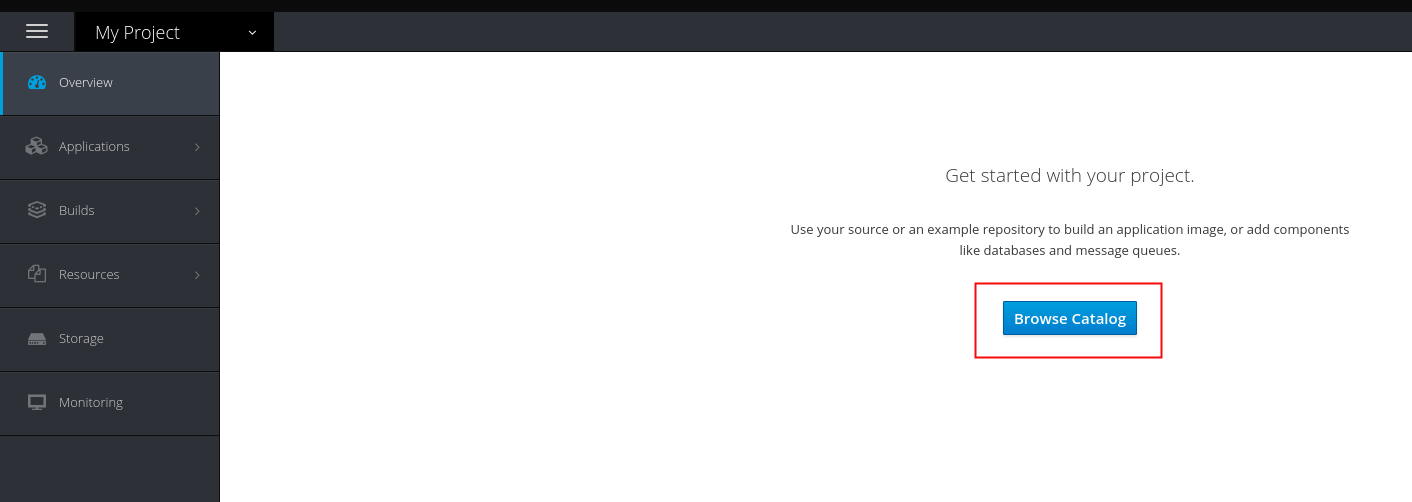 My Project
Overview
Applications
Builds
Resources
Storage
Monitoring
Get started with your project.
Use your source or an example repository to build an application image, or add components
like databases and message queues.
Browse Catalog